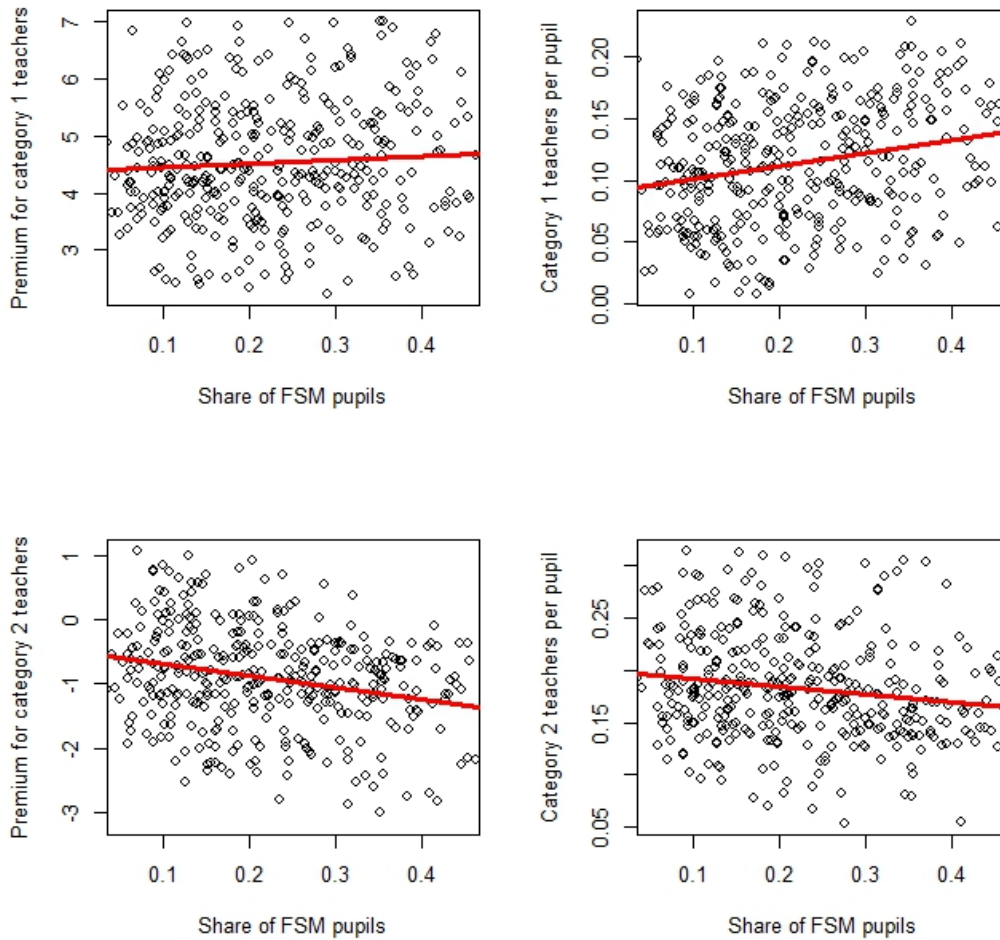 Premium for category 1 teachers
7
6
5
4
3
0.1 0.2 0.3 0.4
Share of FSM pupils
Category 1 teachers per pupil
0.20
0.15
0.10
0.05
0.00
0.1 0.2 0.3 0.4
Share of FSM pupils
Premium for category 2 teachers
1
0
-1
-2
-3
0.1 0.2 0.3 0.4
Share of FSM pupils
Category 2 teachers per pupil
0.25
0.15
0.05
0.1 0.2 0.3 0.4
Share of FSM pupils